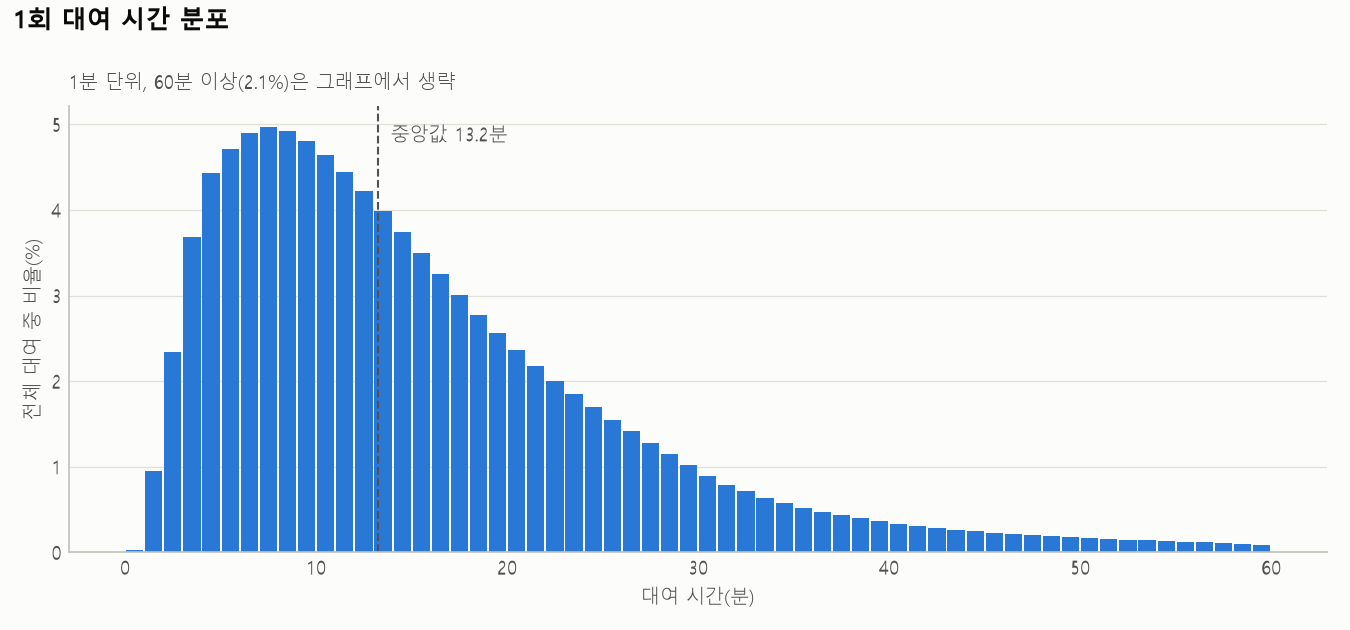 1회 대여 시간 분포
1분 단위, 60분 이상(2.1%)은 그래프에서 생략
중앙값 13.2분
전체 대여 중 비율(%)
5
4
3
2
1
0
0 10 20 30 40 50 60
대여 시간(분)